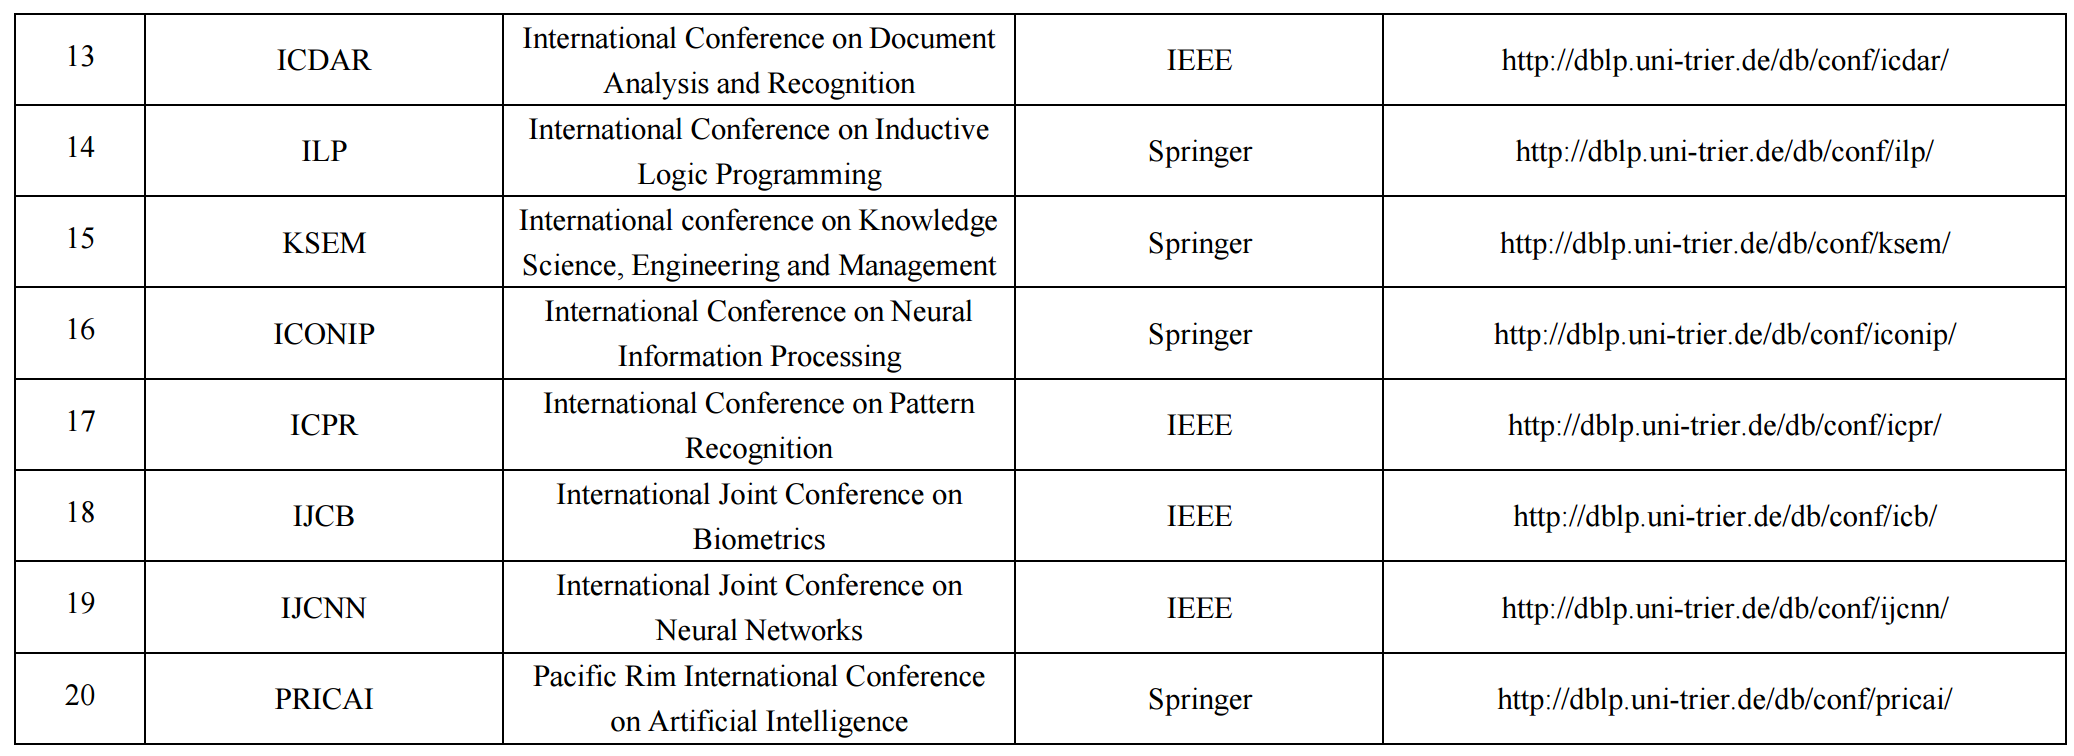 13 ICDAR International Conference on Document Analysis and Recognition IEEE http://dblp.uni-trier.de/db/conf/icdar/
14 ILP International Conference on Inductive Logic Programming Springer http://dblp.uni-trier.de/db/conf/ilp/
15 KSEM International conference on Knowledge Science, Engineering and Management Springer http://dblp.uni-trier.de/db/conf/ksem/
16 ICONIP International Conference on Neural Information Processing Springer http://dblp.uni-trier.de/db/conf/iconip/
17 ICPR International Conference on Pattern Recognition IEEE http://dblp.uni-trier.de/db/conf/icpr/
18 IJCB International Joint Conference on Biometrics IEEE http://dblp.uni-trier.de/db/conf/icb/
19 IJCNN International Joint Conference on Neural Networks IEEE http://dblp.uni-trier.de/db/conf/ijcnn/
20 PRICAI Pacific Rim International Conference on Artificial Intelligence Springer http://dblp.uni-trier.de/db/conf/pricai/